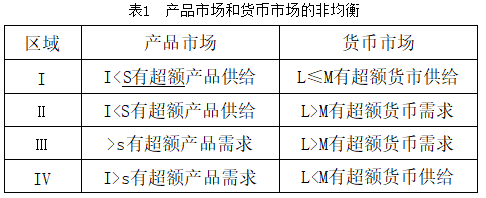 表1 产品市场和货币市场的非均衡
区域 产品市场 货币市场
I I<S有超额产品供给 L≤M有超额货市供给
II I<S有超额产品供给 L>M有超额货币需求
III >s有超额产品需求 L>M有超额货币需求
IV I>s有超额产品需求 L<M有超额货币供给